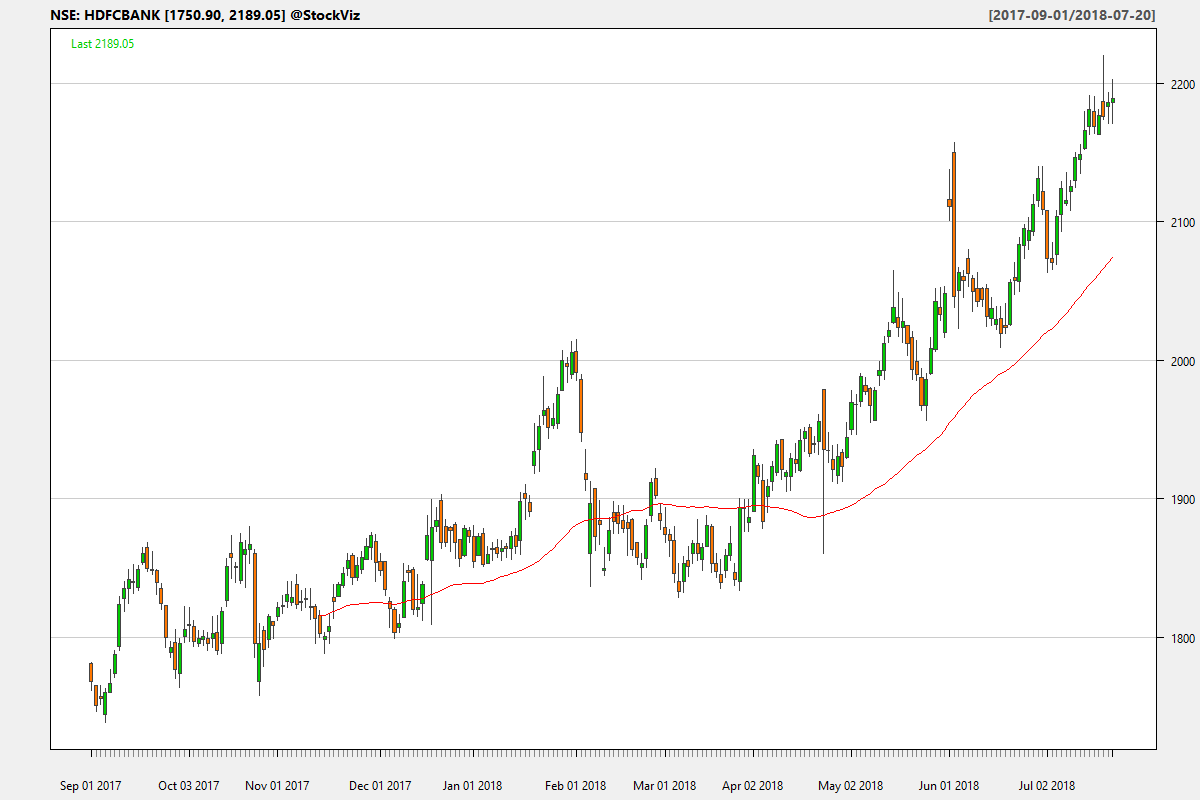 NSE: HDFCBANK [1750.90, 2189.05] @StockViz [2017-09-01/2018-07-20]
Last 2189.05
2200
2100
2000
1900
1800
Sep 01 2017 Oct 03 2017 Nov 01 2017 Dec 01 2017 Jan 01 2018 Feb 01 2018 Mar 01 2018 Apr 02 2018 May 02 2018 Jun 01 2018 Jul 02 2018